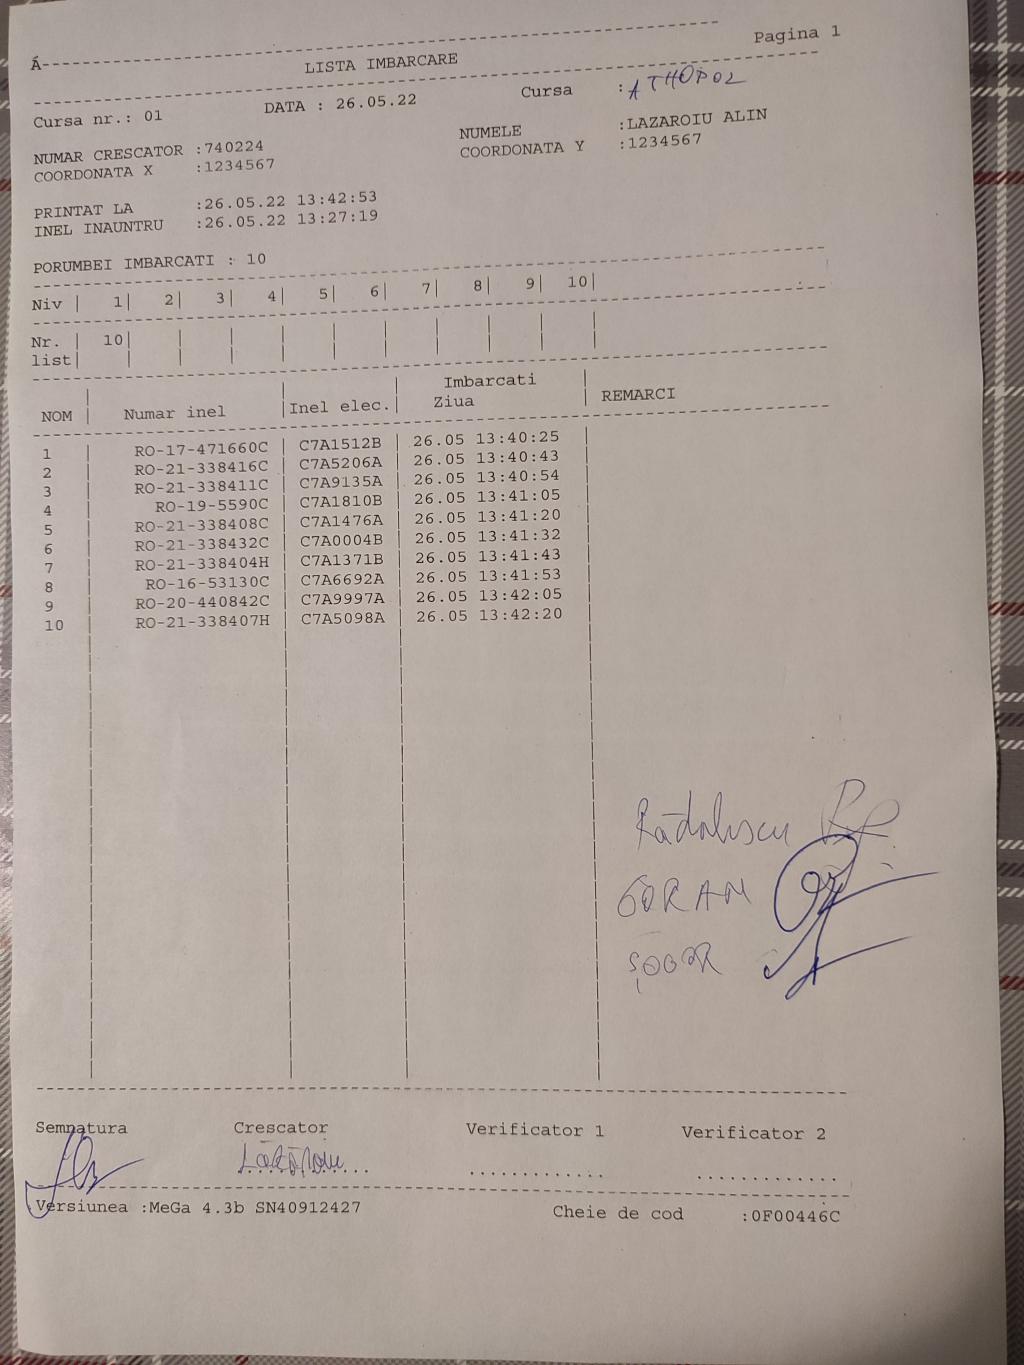 Á Pagina 1
LISTA IMBARCARE
Cursa nr.: 01 DATA : 26.05.22 Cursa :ATHOPOL
NUMAR CRESCATOR :740224 NUMELE :LAZAROIU ALIN
COORDONATA X :1234567 COORDONATA Y :1234567
PRINTAT LA :26.05.22 13:42:53
INEL INAUNTRU :26.05.22 13:27:19
PORUMBEI IMBARCATI : 10
Niv | 1| 2| 3| 4| 5| 6| 7| 8| 9| 10|
Nr. | 10| | | | | | | | | |
list| | | | | | | | | | |
Imbarcati
NOM | Numar inel |Inel elec.| Ziua | REMARCI
1 | RO-17-471660C | C7A1512B | 26.05 13:40:25 |
2 | RO-21-338416C | C7A5206A | 26.05 13:40:43 |
3 | RO-21-338411C | C7A9135A | 26.05 13:40:54 |
4 | RO-19-5590C | C7A1810B | 26.05 13:41:05 |
5 | RO-21-338408C | C7A1476A | 26.05 13:41:20 |
6 | RO-21-338432C | C7A0004B | 26.05 13:41:32 |
7 | RO-21-338404H | C7A1371B | 26.05 13:41:43 |
8 | RO-16-53130C | C7A6692A | 26.05 13:41:53 |
9 | RO-20-440842C | C7A9997A | 26.05 13:42:05 |
10 | RO-21-338407H | C7A5098A | 26.05 13:42:20 |
GORAN
Semnatura Crescator Verificator 1 Verificator 2
Versiunea :MeGa 4.3b SN40912427 Cheie de cod :0F00446C